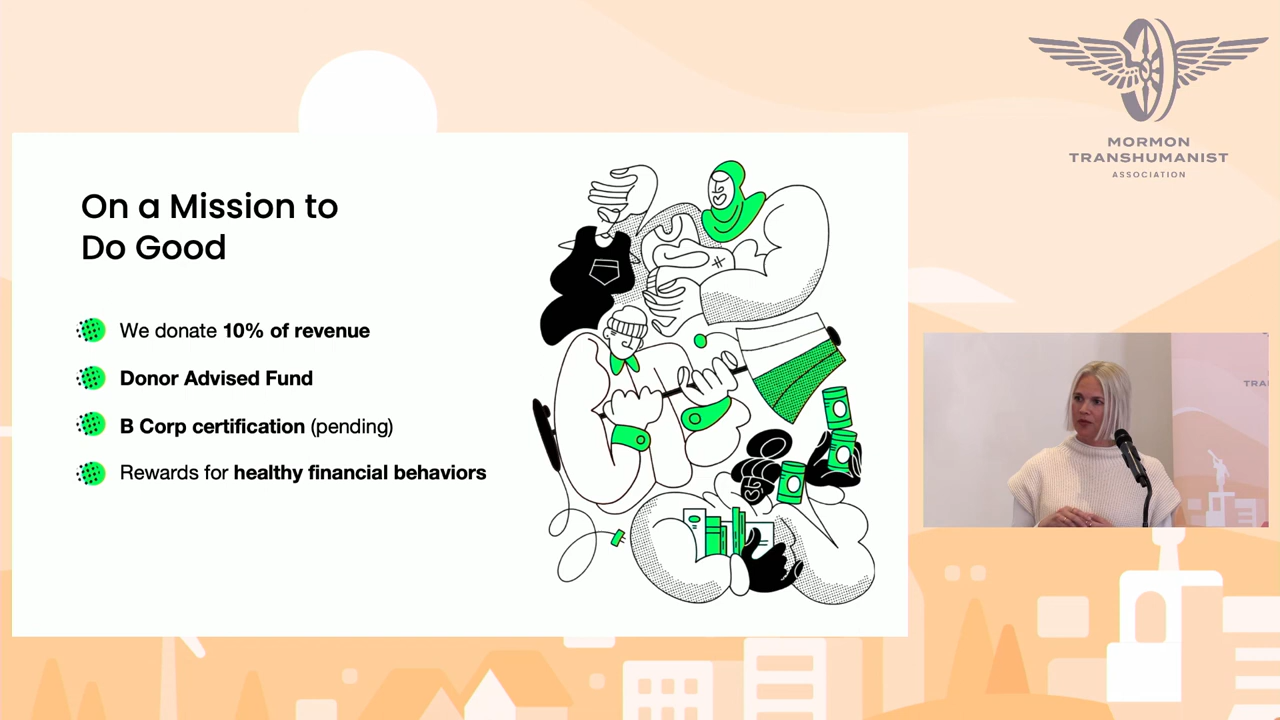 MORMON
TRANSHUMANIST
ASSOCIATION
On a Mission to
Do Good
We donate 10% of revenue
Donor Advised Fund
B Corp certification (pending)
Rewards for healthy financial behaviors
TRA